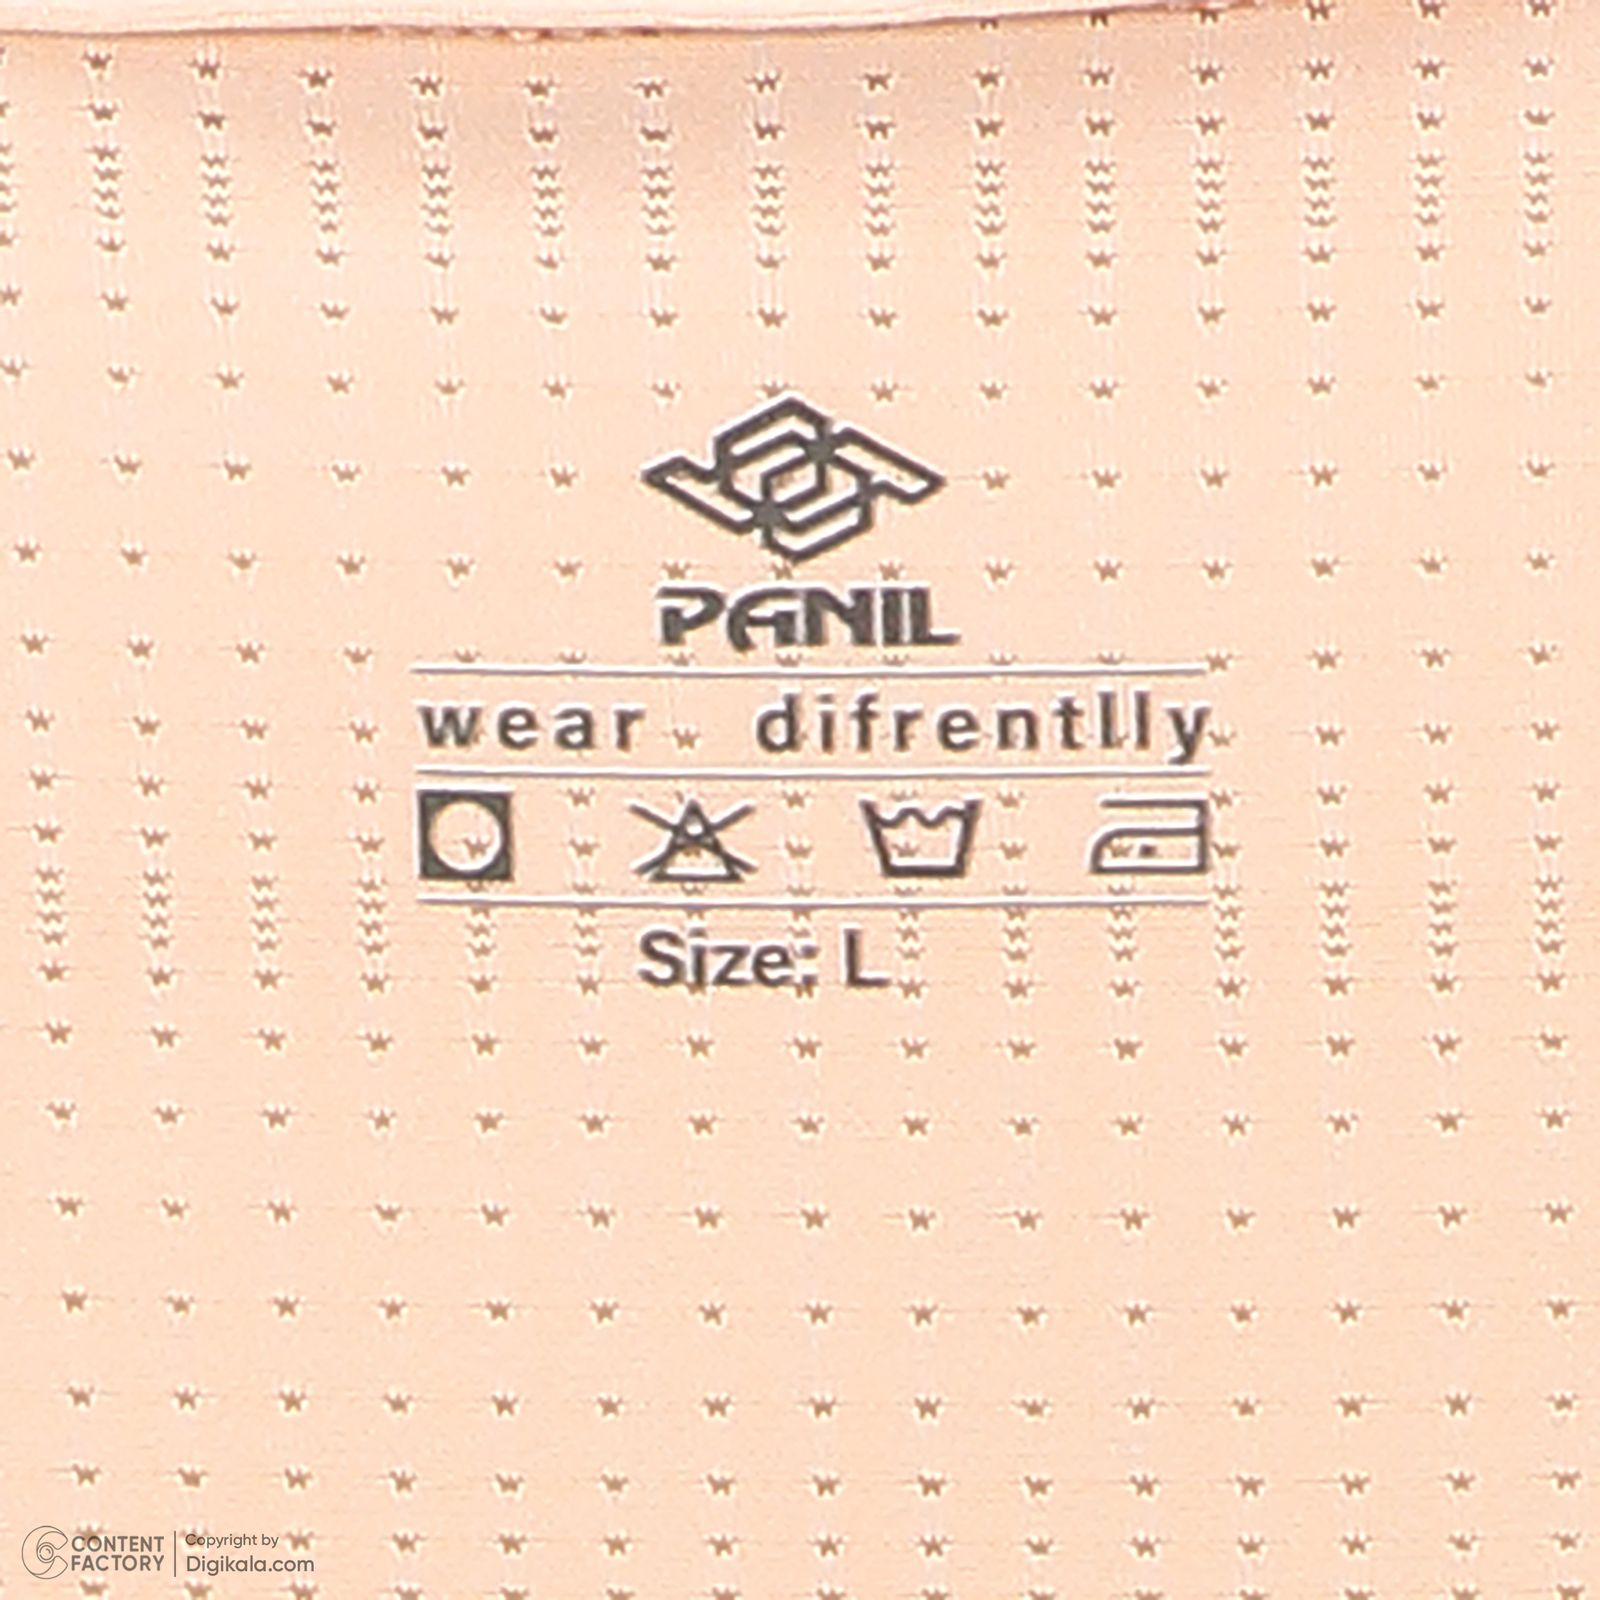 PANIL
wear difrentlly
Size: L
CONTENT FACTORY
Copyright by
Digikala.com